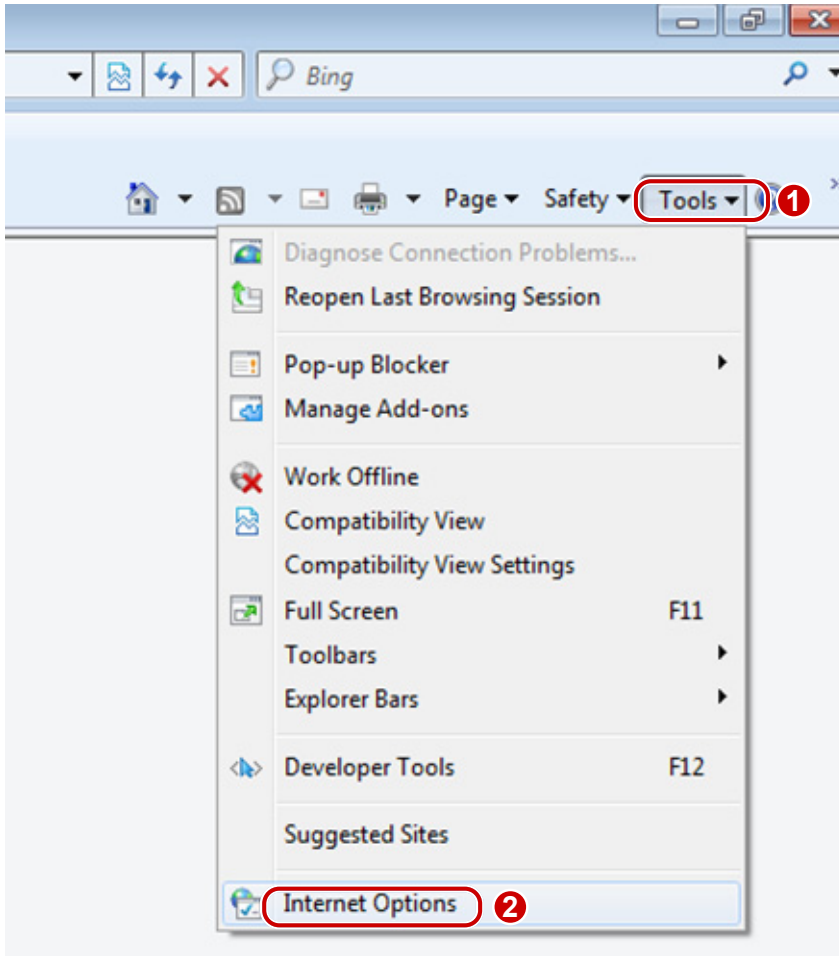 Bing
Page Safety Tools 1
Diagnose Connection Problems...
Reopen Last Browsing Session
Pop-up Blocker
Manage Add-ons
Work Offline
Compatibility View
Compatibility View Settings
Full Screen F11
Toolbars
Explorer Bars
Developer Tools F12
Suggested Sites
Internet Options 2